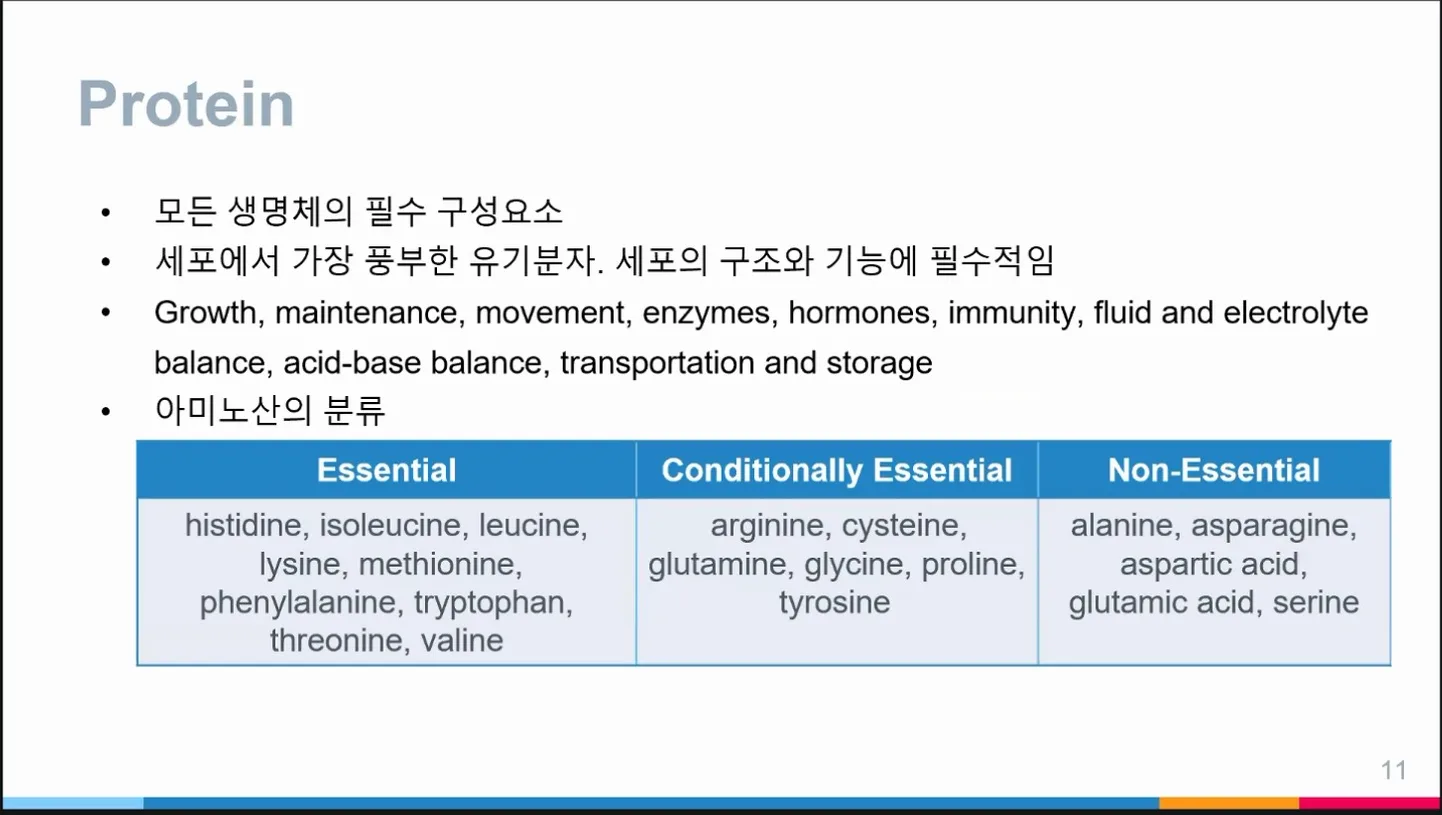 Protein
• 모든 생명체의 필수 구성요소
• 세포에서 가장 풍부한 유기분자. 세포의 구조와 기능에 필수적임
• Growth, maintenance, movement, enzymes, hormones, immunity, fluid and electrolyte
balance, acid-base balance, transportation and storage
• 아미노산의 분류
Essential Conditionally Essential Non-Essential
histidine, isoleucine, leucine,
lysine, methionine,
phenylalanine, tryptophan,
threonine, valine
arginine, cysteine,
glutamine, glycine, proline,
tyrosine
alanine, asparagine,
aspartic acid,
glutamic acid, serine
11